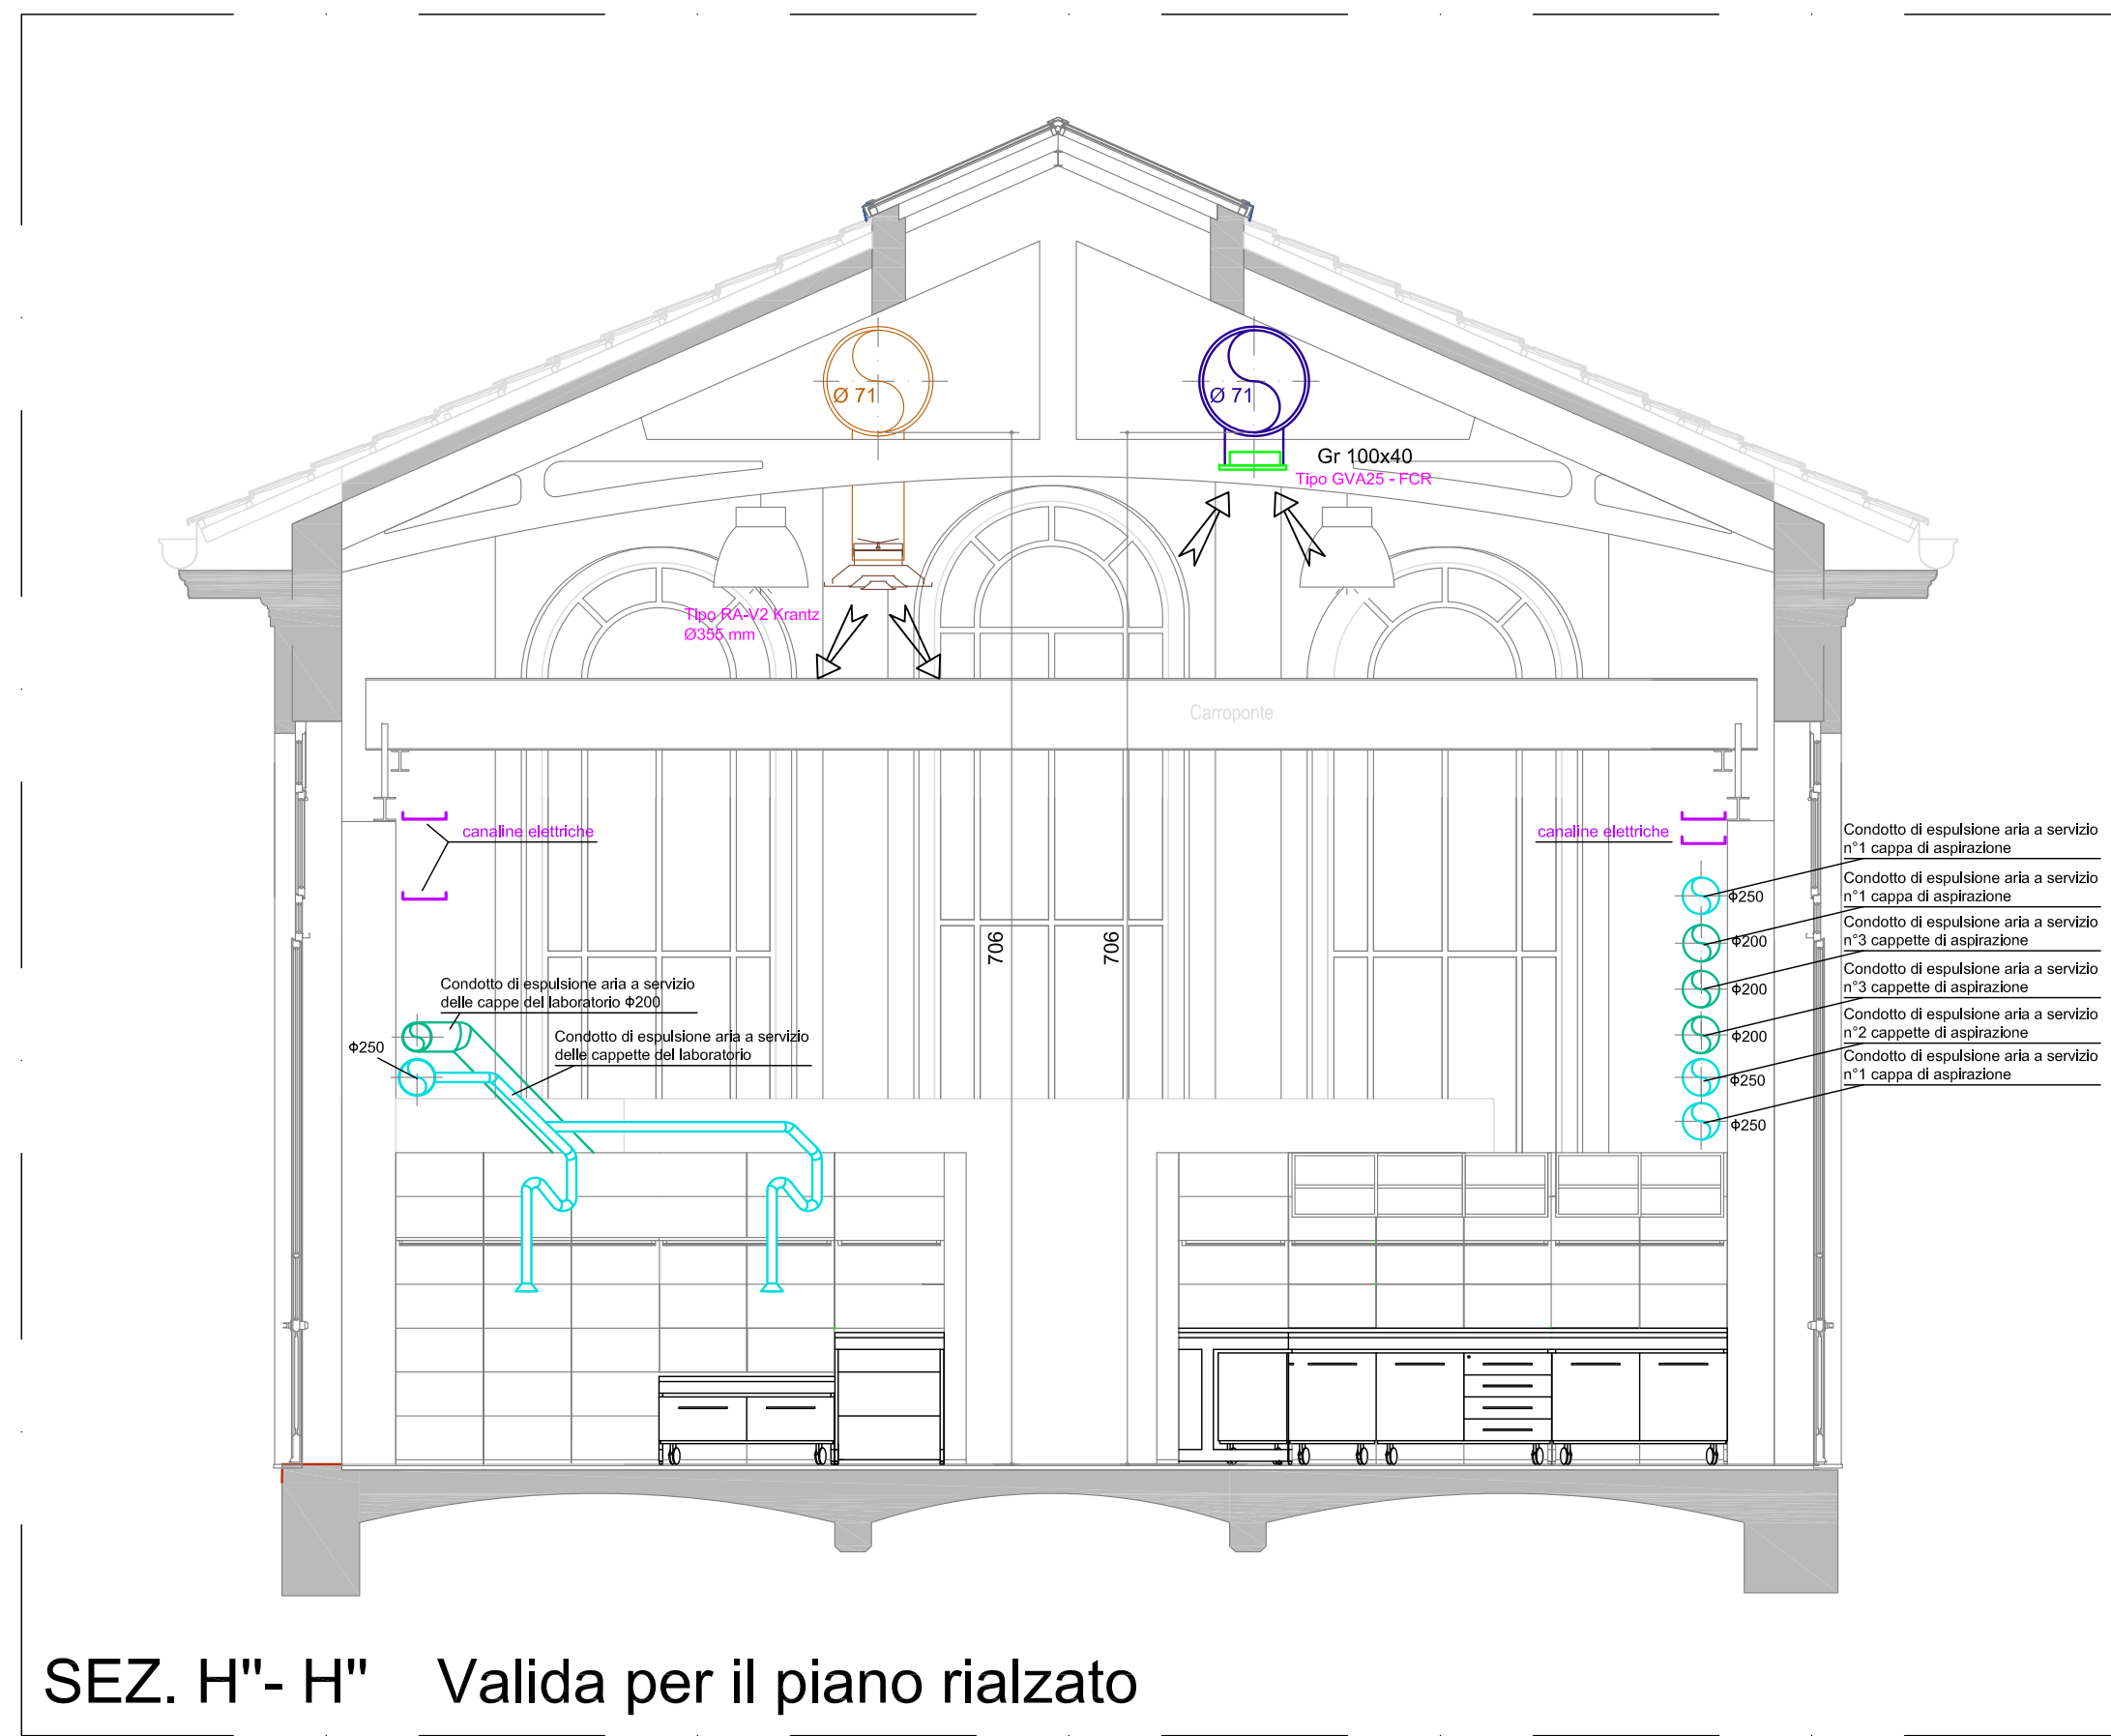 Ø 71
Ø 71
Gr 100x40
Tipo GVA25 - FCR
Tipo RA-V2 Krantz
Ø355 mm
Carroponte
canaline elettriche
canaline elettriche
Condotto di espulsione aria a servizio
n°1 cappa di aspirazione
Condotto di espulsione aria a servizio
n°1 cappa di aspirazione
Condotto di espulsione aria a servizio
n°3 cappette di aspirazione
Condotto di espulsione aria a servizio
n°3 cappette di aspirazione
Condotto di espulsione aria a servizio
n°2 cappette di aspirazione
Condotto di espulsione aria a servizio
n°1 cappa di aspirazione
Φ250
Φ200
Φ200
Φ200
Φ250
Φ250
706
706
Condotto di espulsione aria a servizio
delle cappe del laboratorio Φ200
Condotto di espulsione aria a servizio
delle cappette del laboratorio
Φ250
SEZ. H"- H" Valida per il piano rialzato